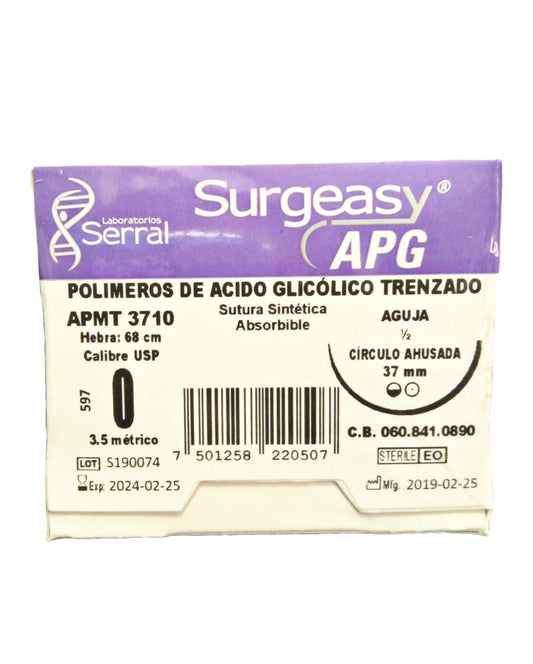 Laboratorios
Serral
Surgeasy®
APG
POLIMEROS DE ACIDO GLICÓLICO TRENZADO
APMT 3710
Hebra: 68 cm
Calibre USP
597
0
3.5 métrico
LOT S190074
Exp: 2024-02-25
Sutura Sintética
Absorbible
7 501258 220507
AGUJA
½
CÍRCULO AHUSADA
37 mm
C.B. 060.841.0890
STERILE EO
Mfg. 2019-02-25